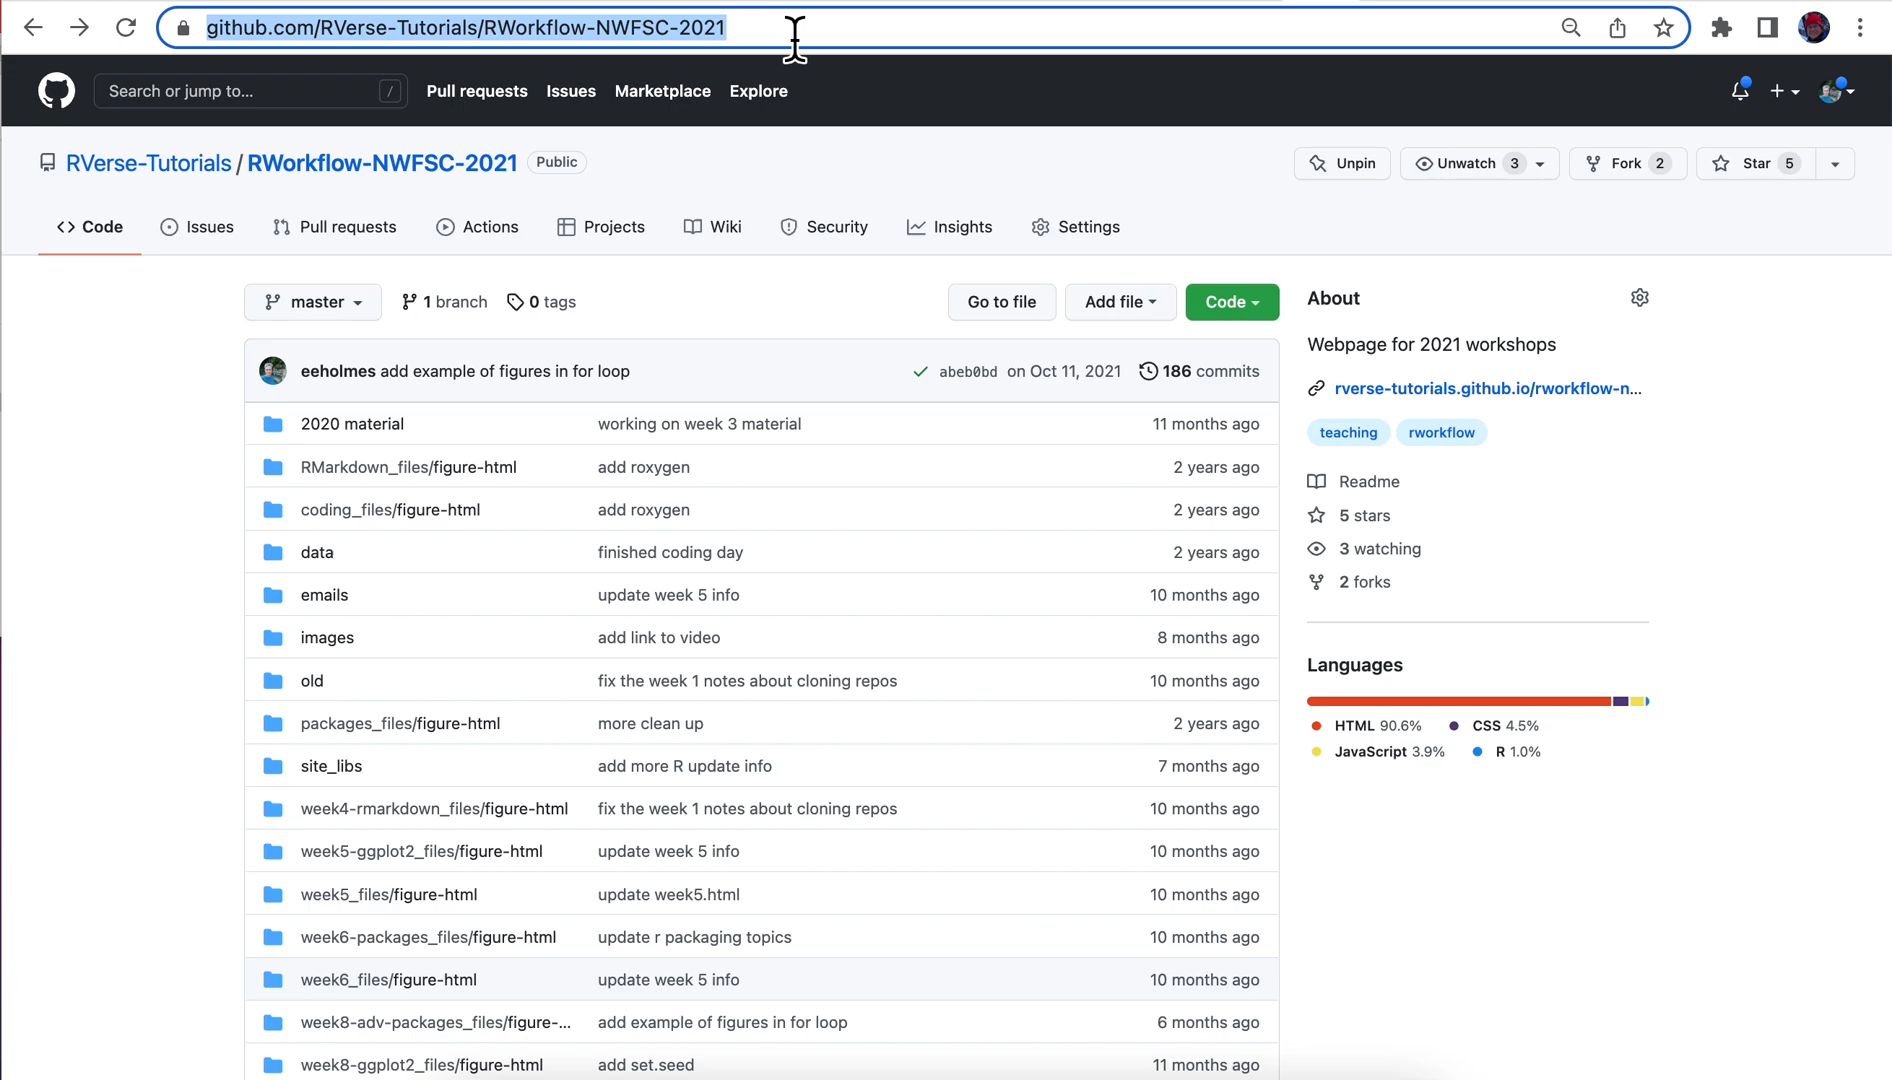 github.com/RVerse-Tutorials/RWorkflow-NWFSC-2021
Search or jump to... /
Pull requests Issues Marketplace Explore
RVerse-Tutorials / RWorkflow-NWFSC-2021 Public
Unpin Unwatch 3 Fork 2 Star 5
Code Issues Pull requests Actions Projects Wiki Security Insights Settings
master 1 branch 0 tags Go to file Add file Code
eeholmes add example of figures in for loop abeb0bd on Oct 11, 2021 186 commits
2020 material working on week 3 material 11 months ago
RMarkdown_files/figure-html add roxygen 2 years ago
coding_files/figure-html add roxygen 2 years ago
data finished coding day 2 years ago
emails update week 5 info 10 months ago
images add link to video 8 months ago
old fix the week 1 notes about cloning repos 10 months ago
packages_files/figure-html more clean up 2 years ago
site_libs add more R update info 7 months ago
week4-rmarkdown_files/figure-html fix the week 1 notes about cloning repos 10 months ago
week5-ggplot2_files/figure-html update week 5 info 10 months ago
week5_files/figure-html update week5.html 10 months ago
week6-packages_files/figure-html update r packaging topics 10 months ago
week6_files/figure-html update week 5 info 10 months ago
week8-adv-packages_files/figure-... add example of figures in for loop 6 months ago
week8-ggplot2_files/figure-html add set.seed 11 months ago
About
Webpage for 2021 workshops
rverse-tutorials.github.io/rworkflow-n...
teaching rworkflow
Readme
5 stars
3 watching
2 forks
Languages
HTML 90.6% CSS 4.5%
JavaScript 3.9% R 1.0%